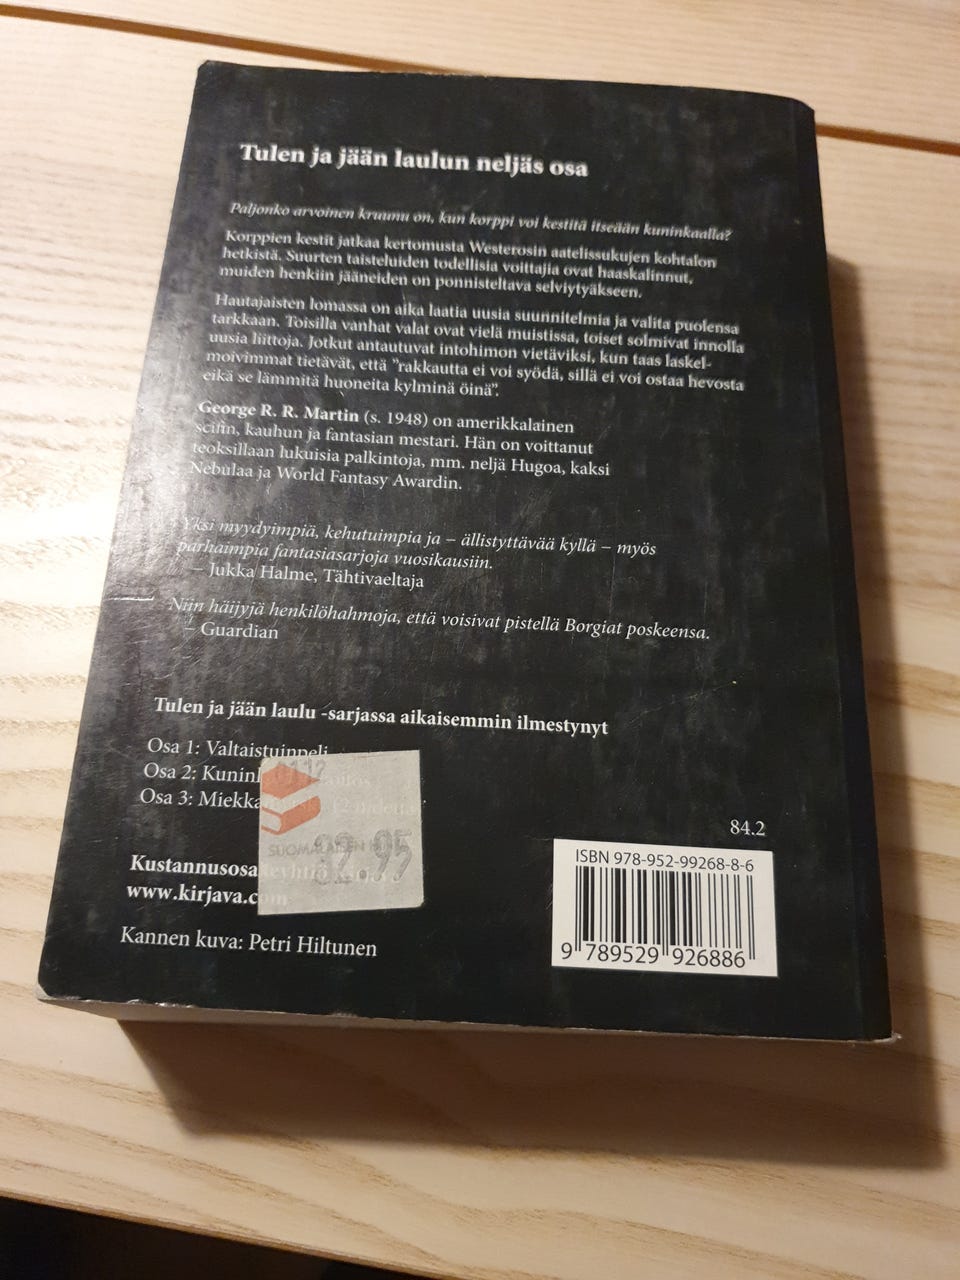 Tulen ja jään laulun neljäs osa
Paljonko arvoinen kruunu on, kun korppi voi kestitä itseään kuninkaalla?
Korppien kestit jatkaa kertomusta Westerosin aatelissukujen kohtalon
hetkistä. Suurten taisteluiden todellisia voittajia ovat haaskalinnut,
muiden henkiin jääneiden on ponnisteltava selviytyäkseen.
Hautajaisten lomassa on aika laatia uusia suunnitelmia ja valita puolensa
tarkkaan. Toisilla vanhat valat ovat vielä muistissa, toiset solmivat innolla
uusia liittoja. Jotkut antautuvat intohimon vietäviksi, kun taas laskel-
moivimmat tietävät, että ”rakkautta ei voi syödä, sillä ei voi ostaa hevosta
eikä se lämmitä huoneita kylminä öinä”.
George R. R. Martin (s. 1948) on amerikkalainen
scifin, kauhun ja fantasian mestari. Hän on voittanut
teoksillaan lukuisia palkintoja, mm. neljä Hugoa, kaksi
Nebulaa ja World Fantasy Awardin.
Yksi myydyimpiä, kehutuimpia ja – ällistyttävää kyllä – myös
parhaimpia fantasiasarjoja vuosikausiin.
– Jukka Halme, Tähtivaeltaja
Niin häijyjä henkilöhahmoja, että voisivat pistellä Borgiat poskeensa.
– Guardian
Tulen ja jään laulu -sarjassa aikaisemmin ilmestynyt
Osa 1: Valtaistuinpeli
Osa 2:
Osa 3:
0112
SUOMALAINEN
32.95
84.2
www.kirjava.com
Kannen kuva: Petri Hiltunen
ISBN 978-952-99268-8-6
9 789529 926886